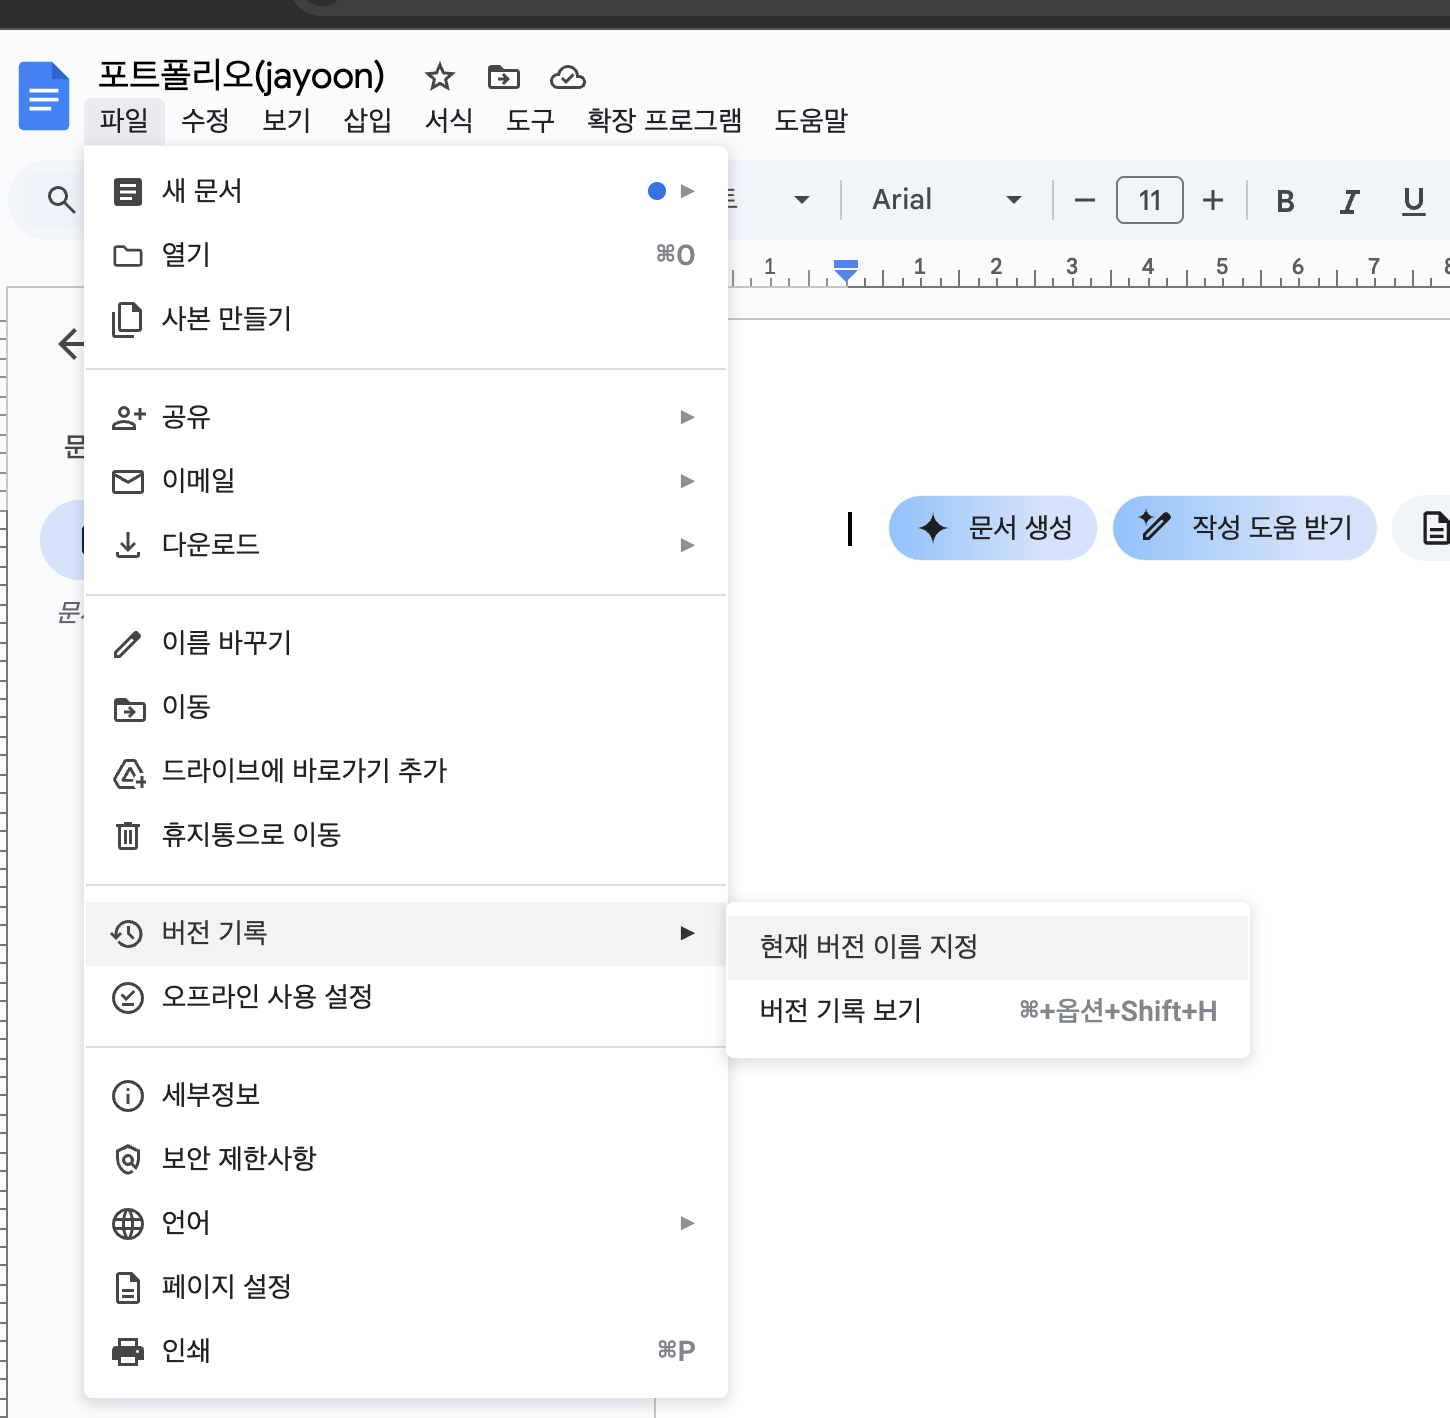 포트폴리오(jayoon)
파일 수정 보기 삽입 서식 도구 확장 프로그램 도움말
Arial 11 B I U
1 1 2 3 4 5 6 7 8
새 문서
열기 ⌘O
사본 만들기
공유
이메일
다운로드
문서 생성 작성 도움 받기
이름 바꾸기
이동
드라이브에 바로가기 추가
휴지통으로 이동
버전 기록
현재 버전 이름 지정
버전 기록 보기 ⌘+옵션+Shift+H
오프라인 사용 설정
세부정보
보안 제한사항
언어
페이지 설정
인쇄 ⌘P